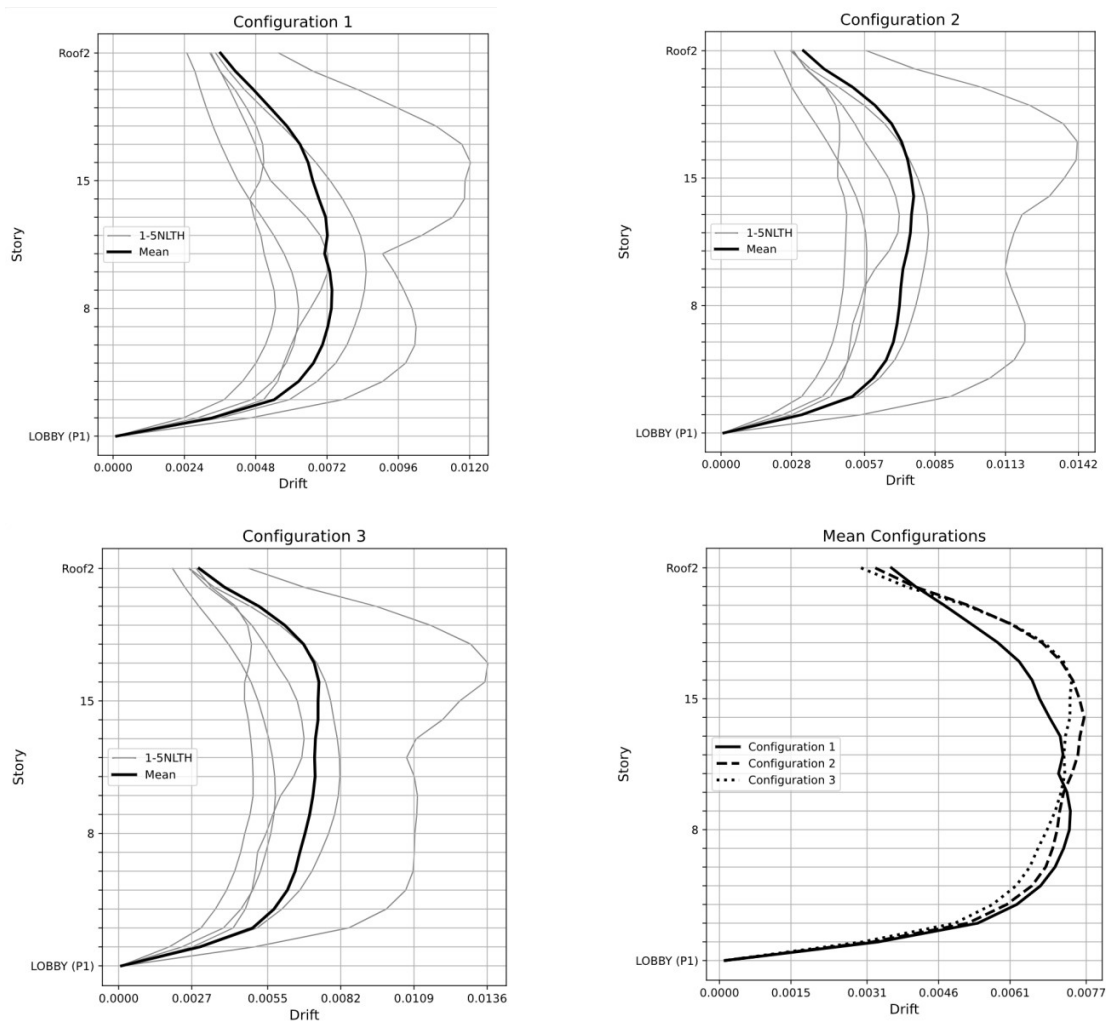 Configuration 1
Roof2
15
8
LOBBY (P1)
Story
1-5NLTH
Mean
0.0000 0.0024 0.0048 0.0072 0.0096 0.0120
Drift
Configuration 2
Roof2
15
8
LOBBY (P1)
Story
1-5NLTH
Mean
0.0000 0.0028 0.0057 0.0085 0.0113 0.0142
Drift
Configuration 3
Roof2
15
8
LOBBY (P1)
Story
1-5NLTH
Mean
0.0000 0.0027 0.0055 0.0082 0.0109 0.0136
Drift
Mean Configurations
Roof2
15
8
LOBBY (P1)
Story
Configuration 1
Configuration 2
Configuration 3
0.0000 0.0015 0.0031 0.0046 0.0061 0.0077
Drift